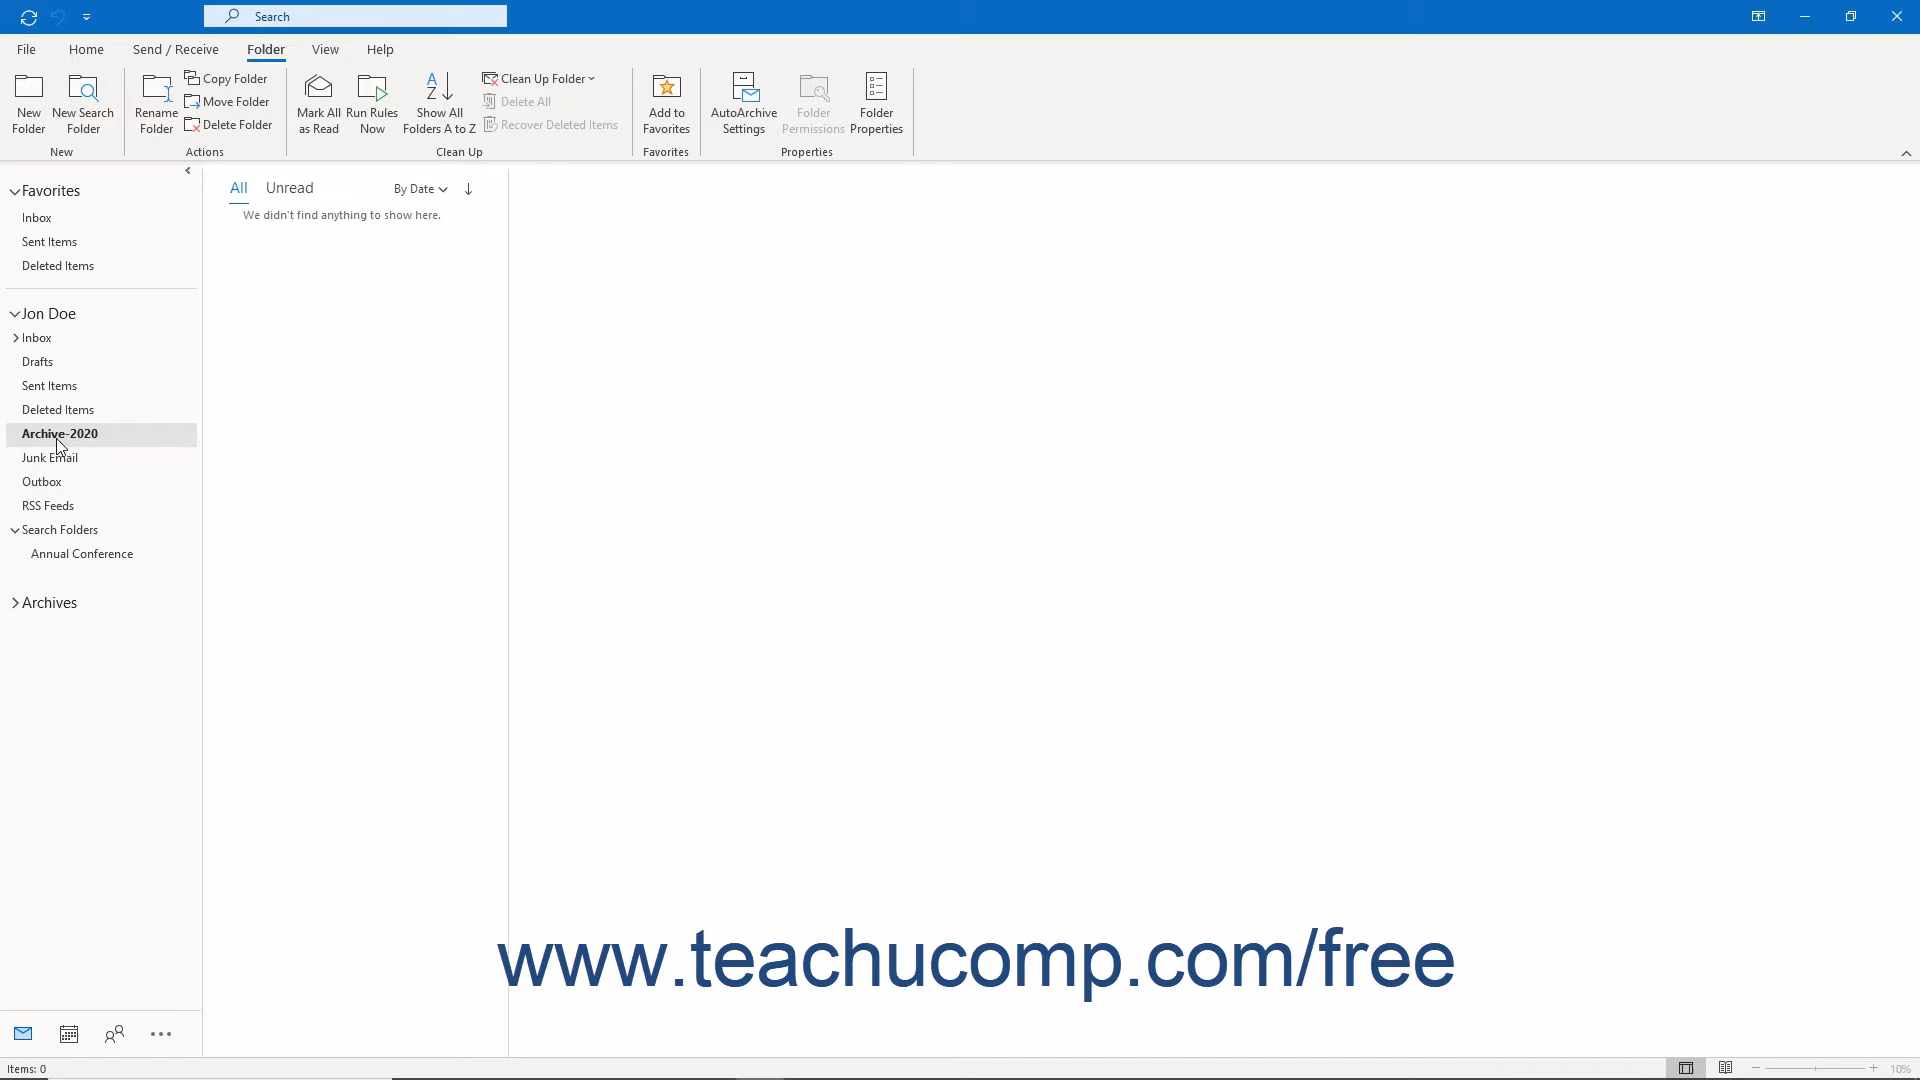 Search
File Home Send / Receive Folder View Help
New Folder
New Search Folder
New
Rename Folder
Copy Folder
Move Folder
Delete Folder
Actions
Mark All as Read
Run Rules Now
Show All Folders A to Z
Clean Up Folder
Delete All
Recover Deleted Items
Clean Up
Add to Favorites
Favorites
AutoArchive Settings
Folder Permissions
Folder Properties
Properties
Favorites
Inbox
Sent Items
Deleted Items
Jon Doe
Inbox
Drafts
Sent Items
Deleted Items
Archive-2020
Junk Email
Outbox
RSS Feeds
Search Folders
Annual Conference
Archives
All Unread By Date
We didn't find anything to show here.
www.teachucomp.com/free
Items: 0
10%